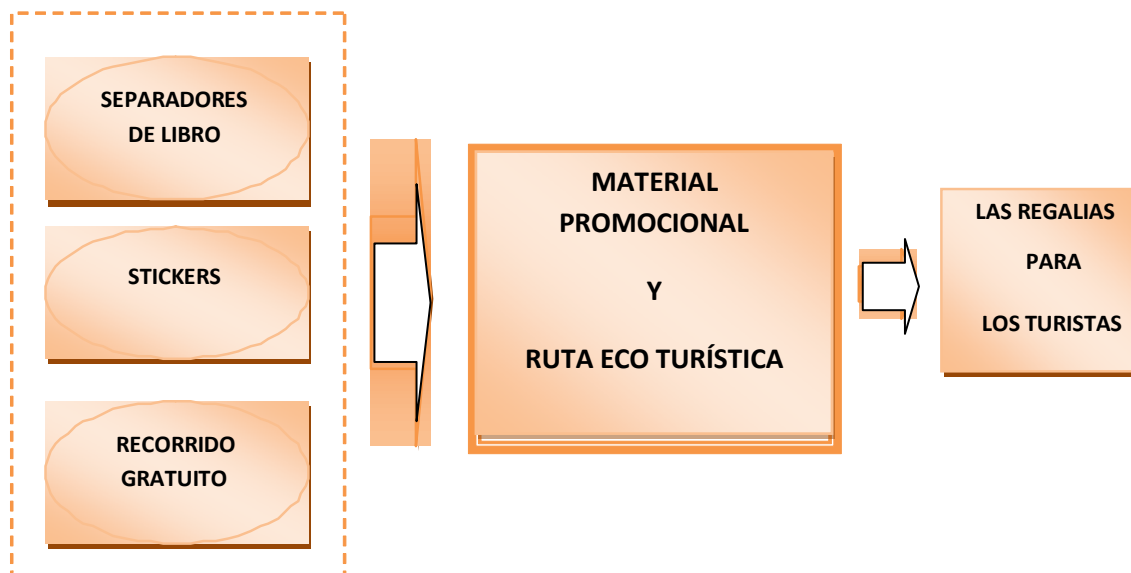 SEPARADORES
DE LIBRO
STICKERS
RECORRIDO
GRATUITO
MATERIAL
PROMOCIONAL
Y
RUTA ECO TURÍSTICA
LAS REGALIAS
PARA
LOS TURISTAS